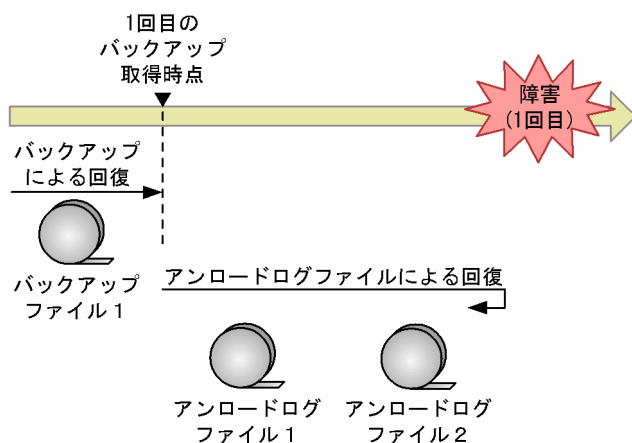 1回目の
バックアップ
取得時点
障害
(1回目)
バックアップ
による回復
バックアップ
ファイル1
アンロードログファイルによる回復
アンロードログ
ファイル1
アンロードログ
ファイル2